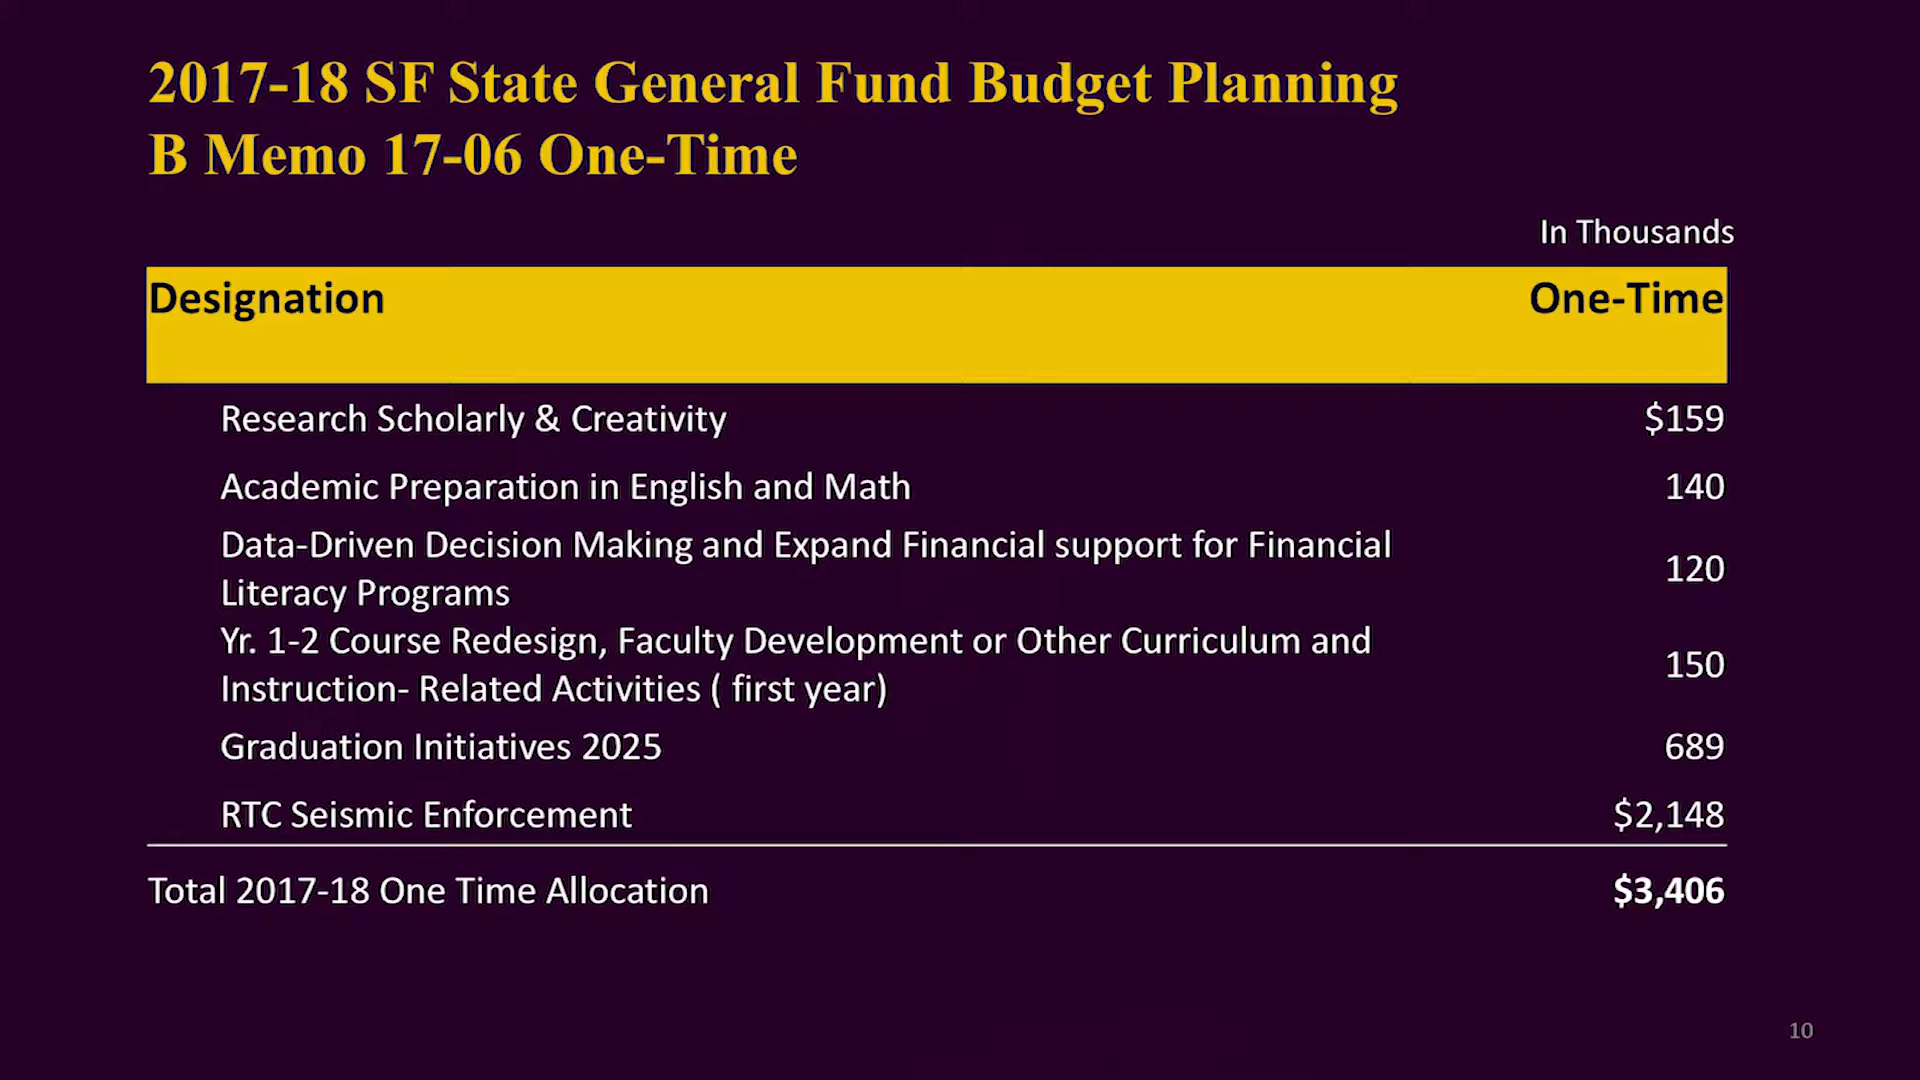 2017-18 SF State General Fund Budget Planning
B Memo 17-06 One-Time
In Thousands
Designation One-Time
Research Scholarly & Creativity $159
Academic Preparation in English and Math 140
Data-Driven Decision Making and Expand Financial support for Financial
Literacy Programs 120
Yr. 1-2 Course Redesign, Faculty Development or Other Curriculum and
Instruction- Related Activities ( first year) 150
Graduation Initiatives 2025 689
RTC Seismic Enforcement $2,148
Total 2017-18 One Time Allocation $3,406
10